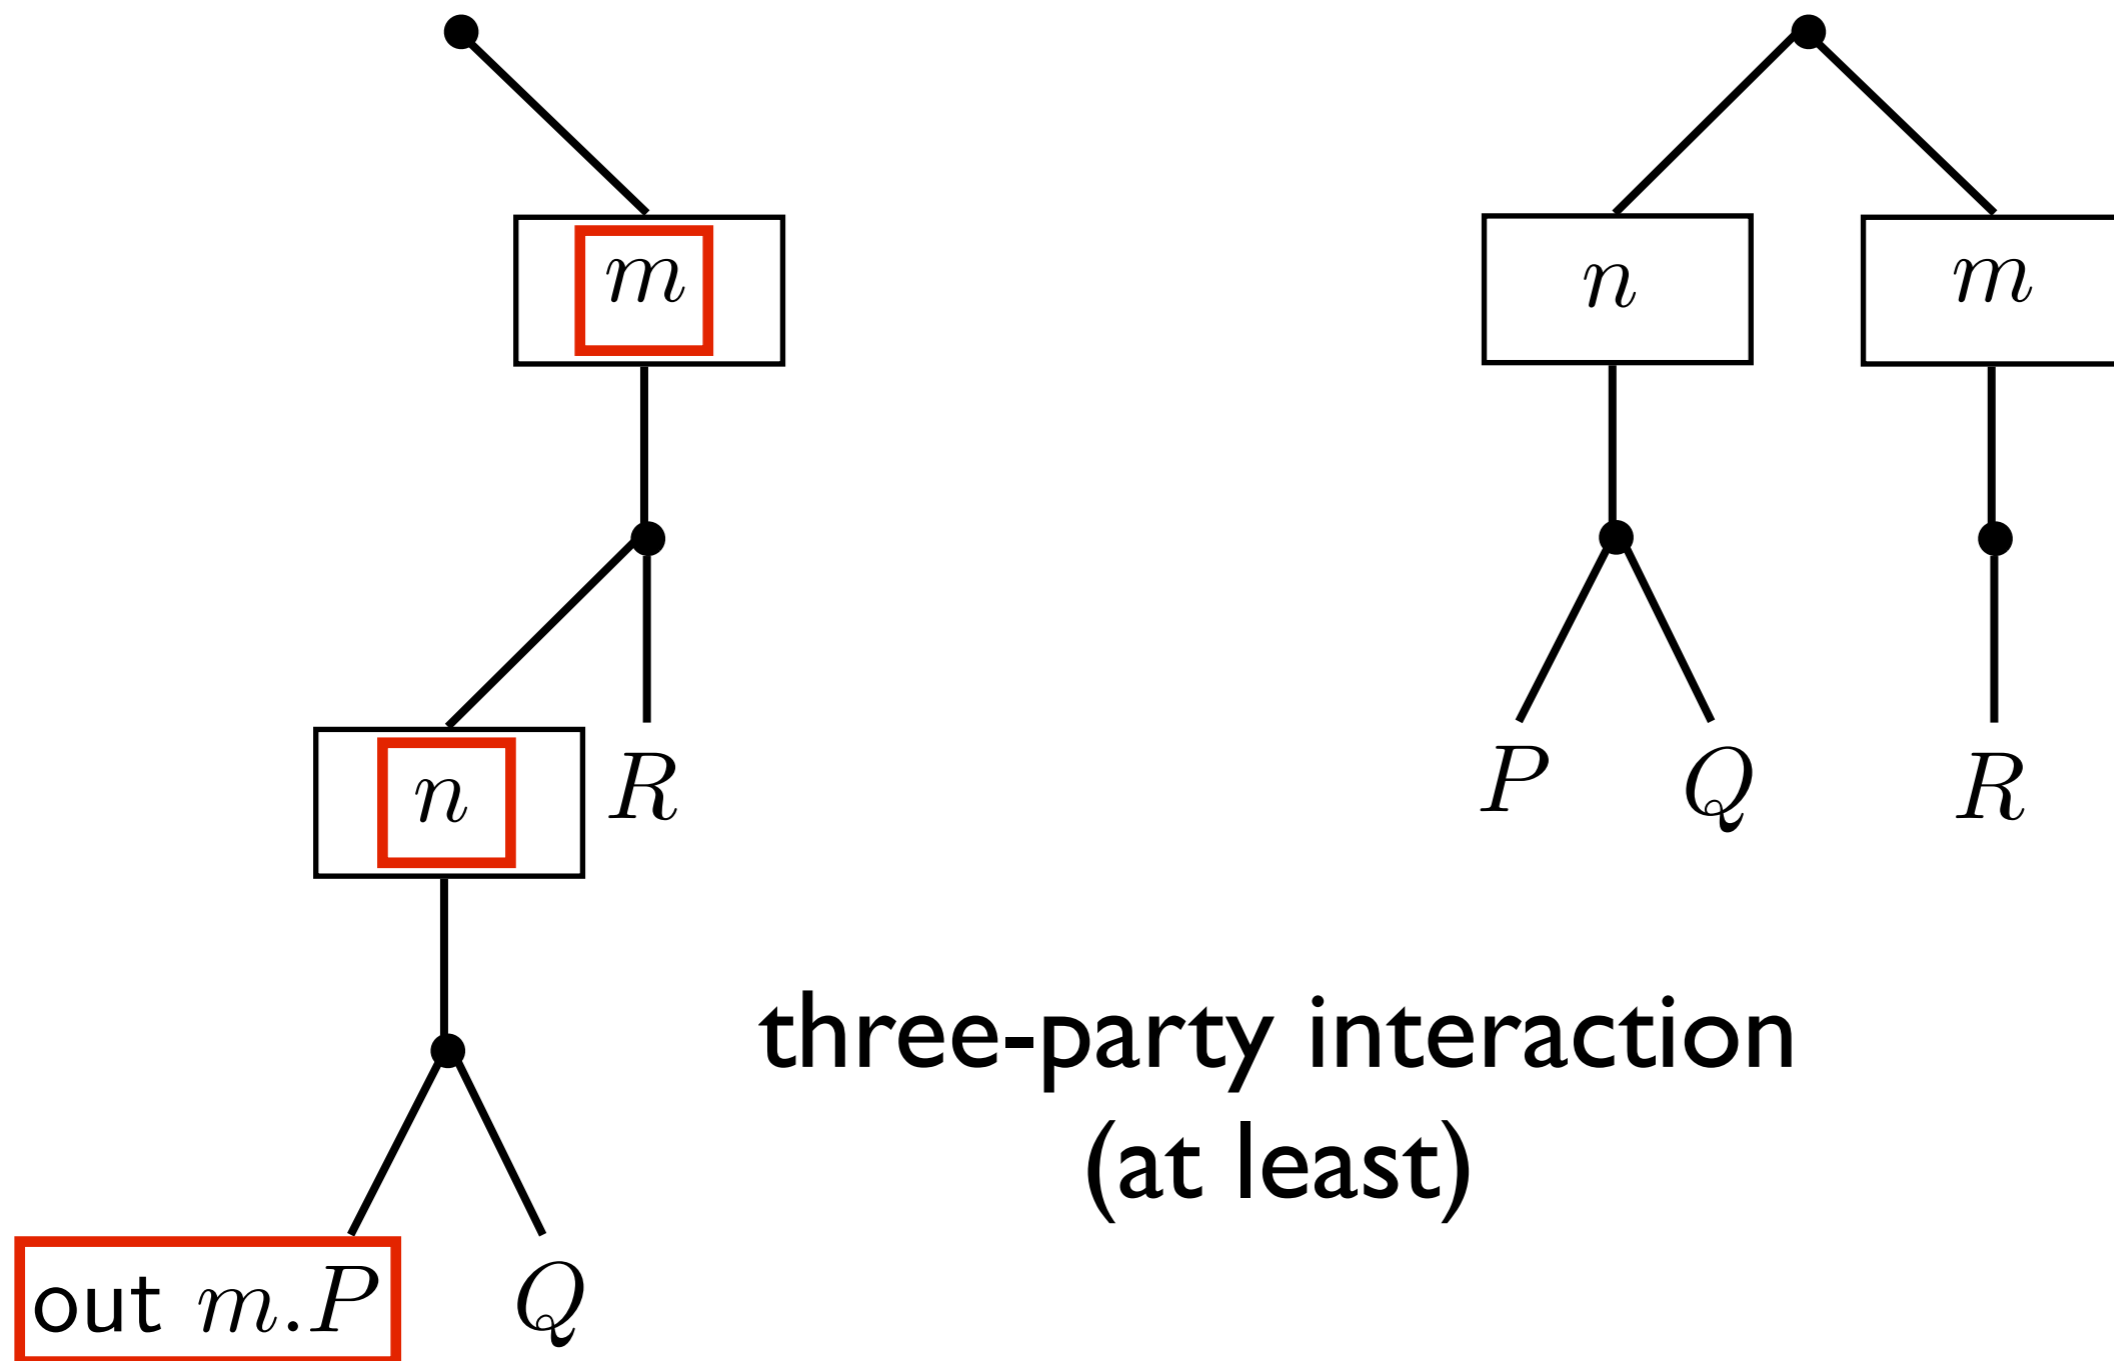 m
n
m
n
R
P
Q
R
three-party interaction
(at least)
out m.P
Q